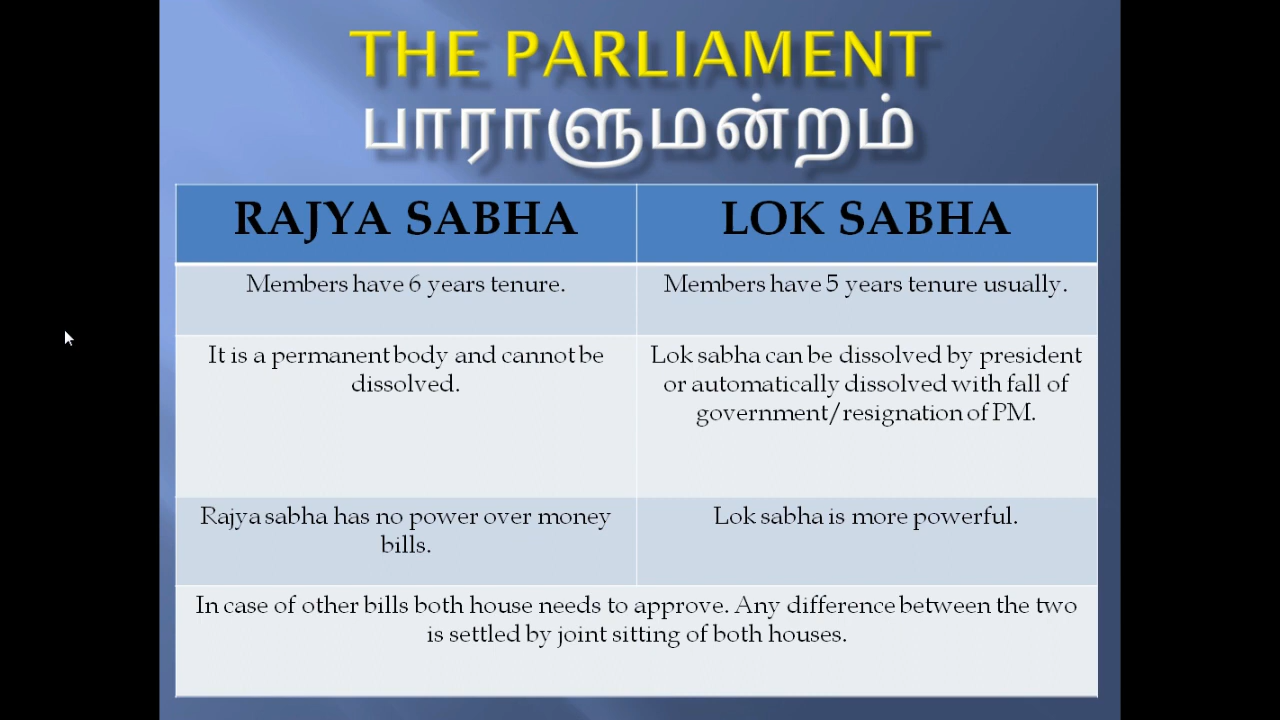 THE PARLIAMENT
பாராளுமன்றம்
RAJYA SABHA
LOK SABHA
Members have 6 years tenure.
Members have 5 years tenure usually.
It is a permanent body and cannot be
dissolved.
Lok sabha can be dissolved by president
or automatically dissolved with fall of
government/resignation of PM.
Rajya sabha has no power over money
bills.
Lok sabha is more powerful.
In case of other bills both house needs to approve. Any difference between the two
is settled by joint sitting of both houses.